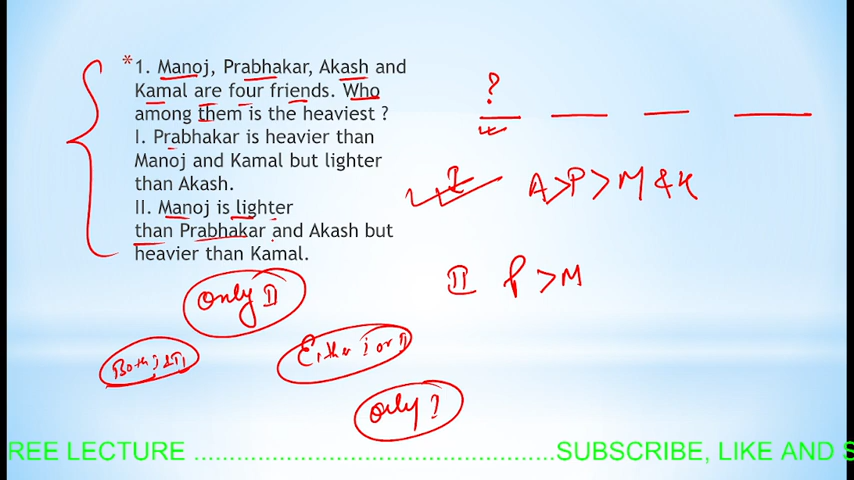 *1. Manoj, Prabhakar, Akash and
Kamal are four friends. Who
among them is the heaviest ?
I. Prabhakar is heavier than
Manoj and Kamal but lighter
than Akash.
II. Manoj is lighter
than Prabhakar and Akash but
heavier than Kamal.
?
I A>P>M & K
II P>M
Only II
Both I & II
Either I or II
only ?
REE LECTURE ......................................................SUBSCRIBE, LIKE AND S